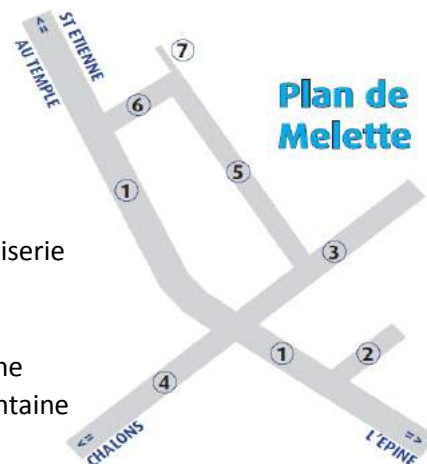 <=
ST ETIENNE
AU TEMPLE
7
6
Plan de
Melette
1
5
iserie
3
1
2
ne
4
ntaine
<=
CHALONS
L'EPINE
=>